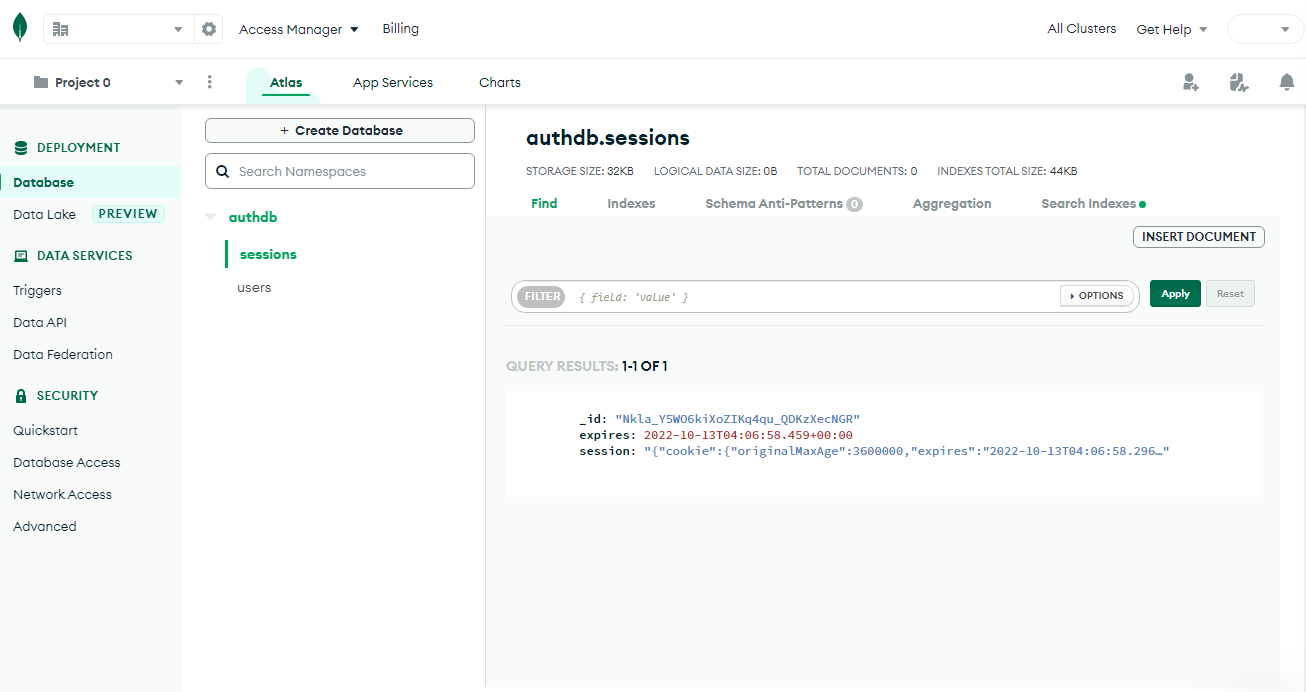 Access Manager
Billing
All Clusters
Get Help
Project 0
Atlas
App Services
Charts
DEPLOYMENT
Database
Data Lake PREVIEW
DATA SERVICES
Triggers
Data API
Data Federation
SECURITY
Quickstart
Database Access
Network Access
Advanced
+ Create Database
Search Namespaces
authdb
sessions
users
authdb.sessions
STORAGE SIZE: 32KB LOGICAL DATA SIZE: 0B TOTAL DOCUMENTS: 0 INDEXES TOTAL SIZE: 44KB
Find Indexes Schema Anti-Patterns 0 Aggregation Search Indexes
INSERT DOCUMENT
FILTER { field: 'value' } OPTIONS Apply Reset
QUERY RESULTS: 1-1 OF 1
_id: "Nkla_Y5WO6kiXoZIKq4qu_QDKzXecNGR"
expires: 2022-10-13T04:06:58.459+00:00
session: "{"cookie":{"originalMaxAge":3600000,"expires":"2022-10-13T04:06:58.296…"